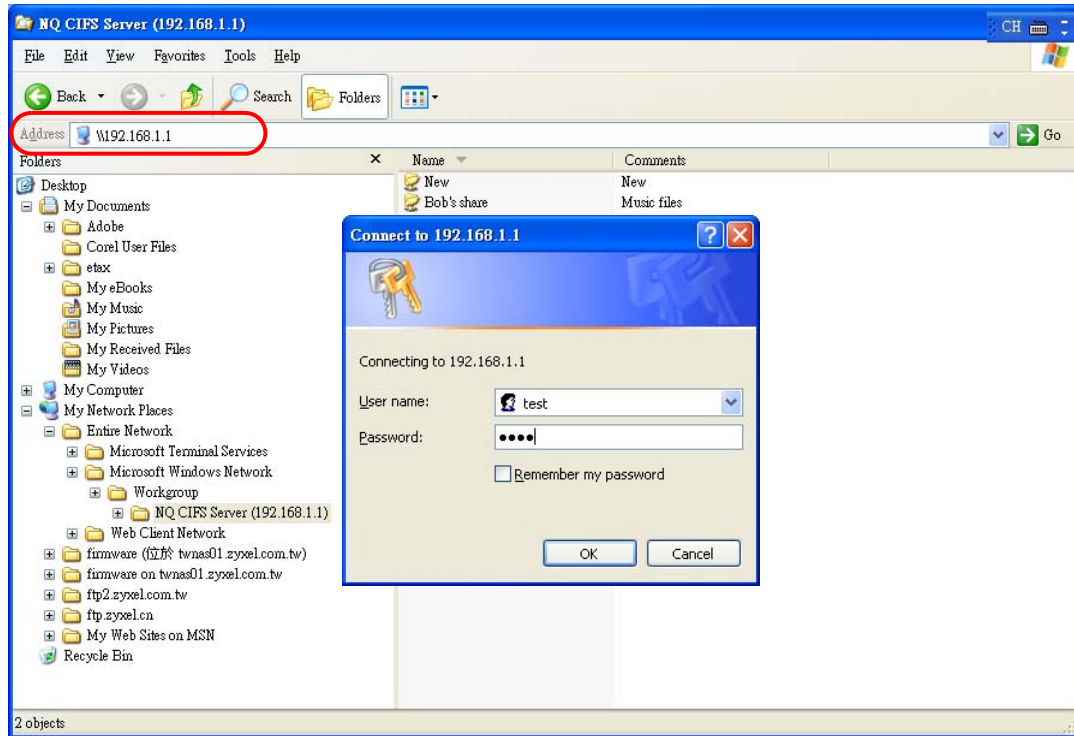 NQ CIFS Server (192.168.1.1)
CH
File Edit View Favorites Tools Help
Back Search Folders
Address \\192.168.1.1 Go
Folders
Name Comments
New New
Bob's share Music files
Desktop
My Documents
Adobe
Corel User Files
etax
My eBooks
My Music
My Pictures
My Received Files
My Videos
My Computer
My Network Places
Entire Network
Microsoft Terminal Services
Microsoft Windows Network
Workgroup
NQ CIFS Server (192.168.1.1)
Web Client Network
firmware (位於 twnas01.zyxel.com.tw)
firmware on twnas01.zyxel.com.tw
ftp2.zyxel.com.tw
ftp.zyxel.cn
My Web Sites on MSN
Recycle Bin
Connect to 192.168.1.1
Connecting to 192.168.1.1
User name: test
Password: ••••
Remember my password
OK Cancel
2 objects